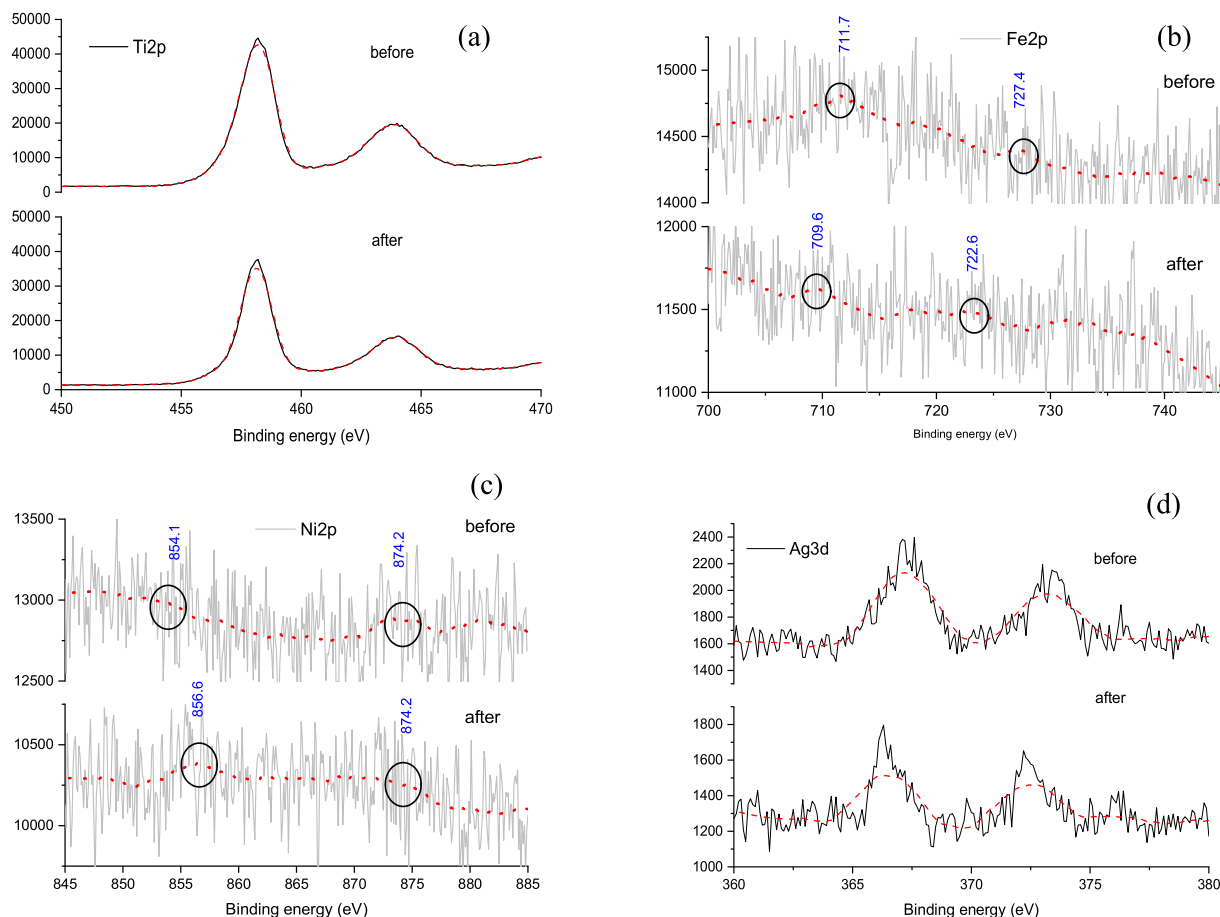 (a)
Ti2p
before
50000
40000
30000
20000
10000
0
after
50000
40000
30000
20000
10000
0
450 455 460 465 470
Binding energy (eV)
(b)
Fe2p
before
711.7
727.4
15000
14500
14000
after
709.6
722.6
12000
11500
11000
700 710 720 730 740
Binding energy (eV)
(c)
Ni2p
before
854.1
874.2
13500
13000
12500
after
856.6
874.2
10500
10000
845 850 855 860 865 870 875 880 885
Binding energy (eV)
(d)
Ag3d
before
2400
2200
2000
1800
1600
1400
after
1800
1600
1400
1200
1000
360 365 370 375 380
Binding energy (eV)